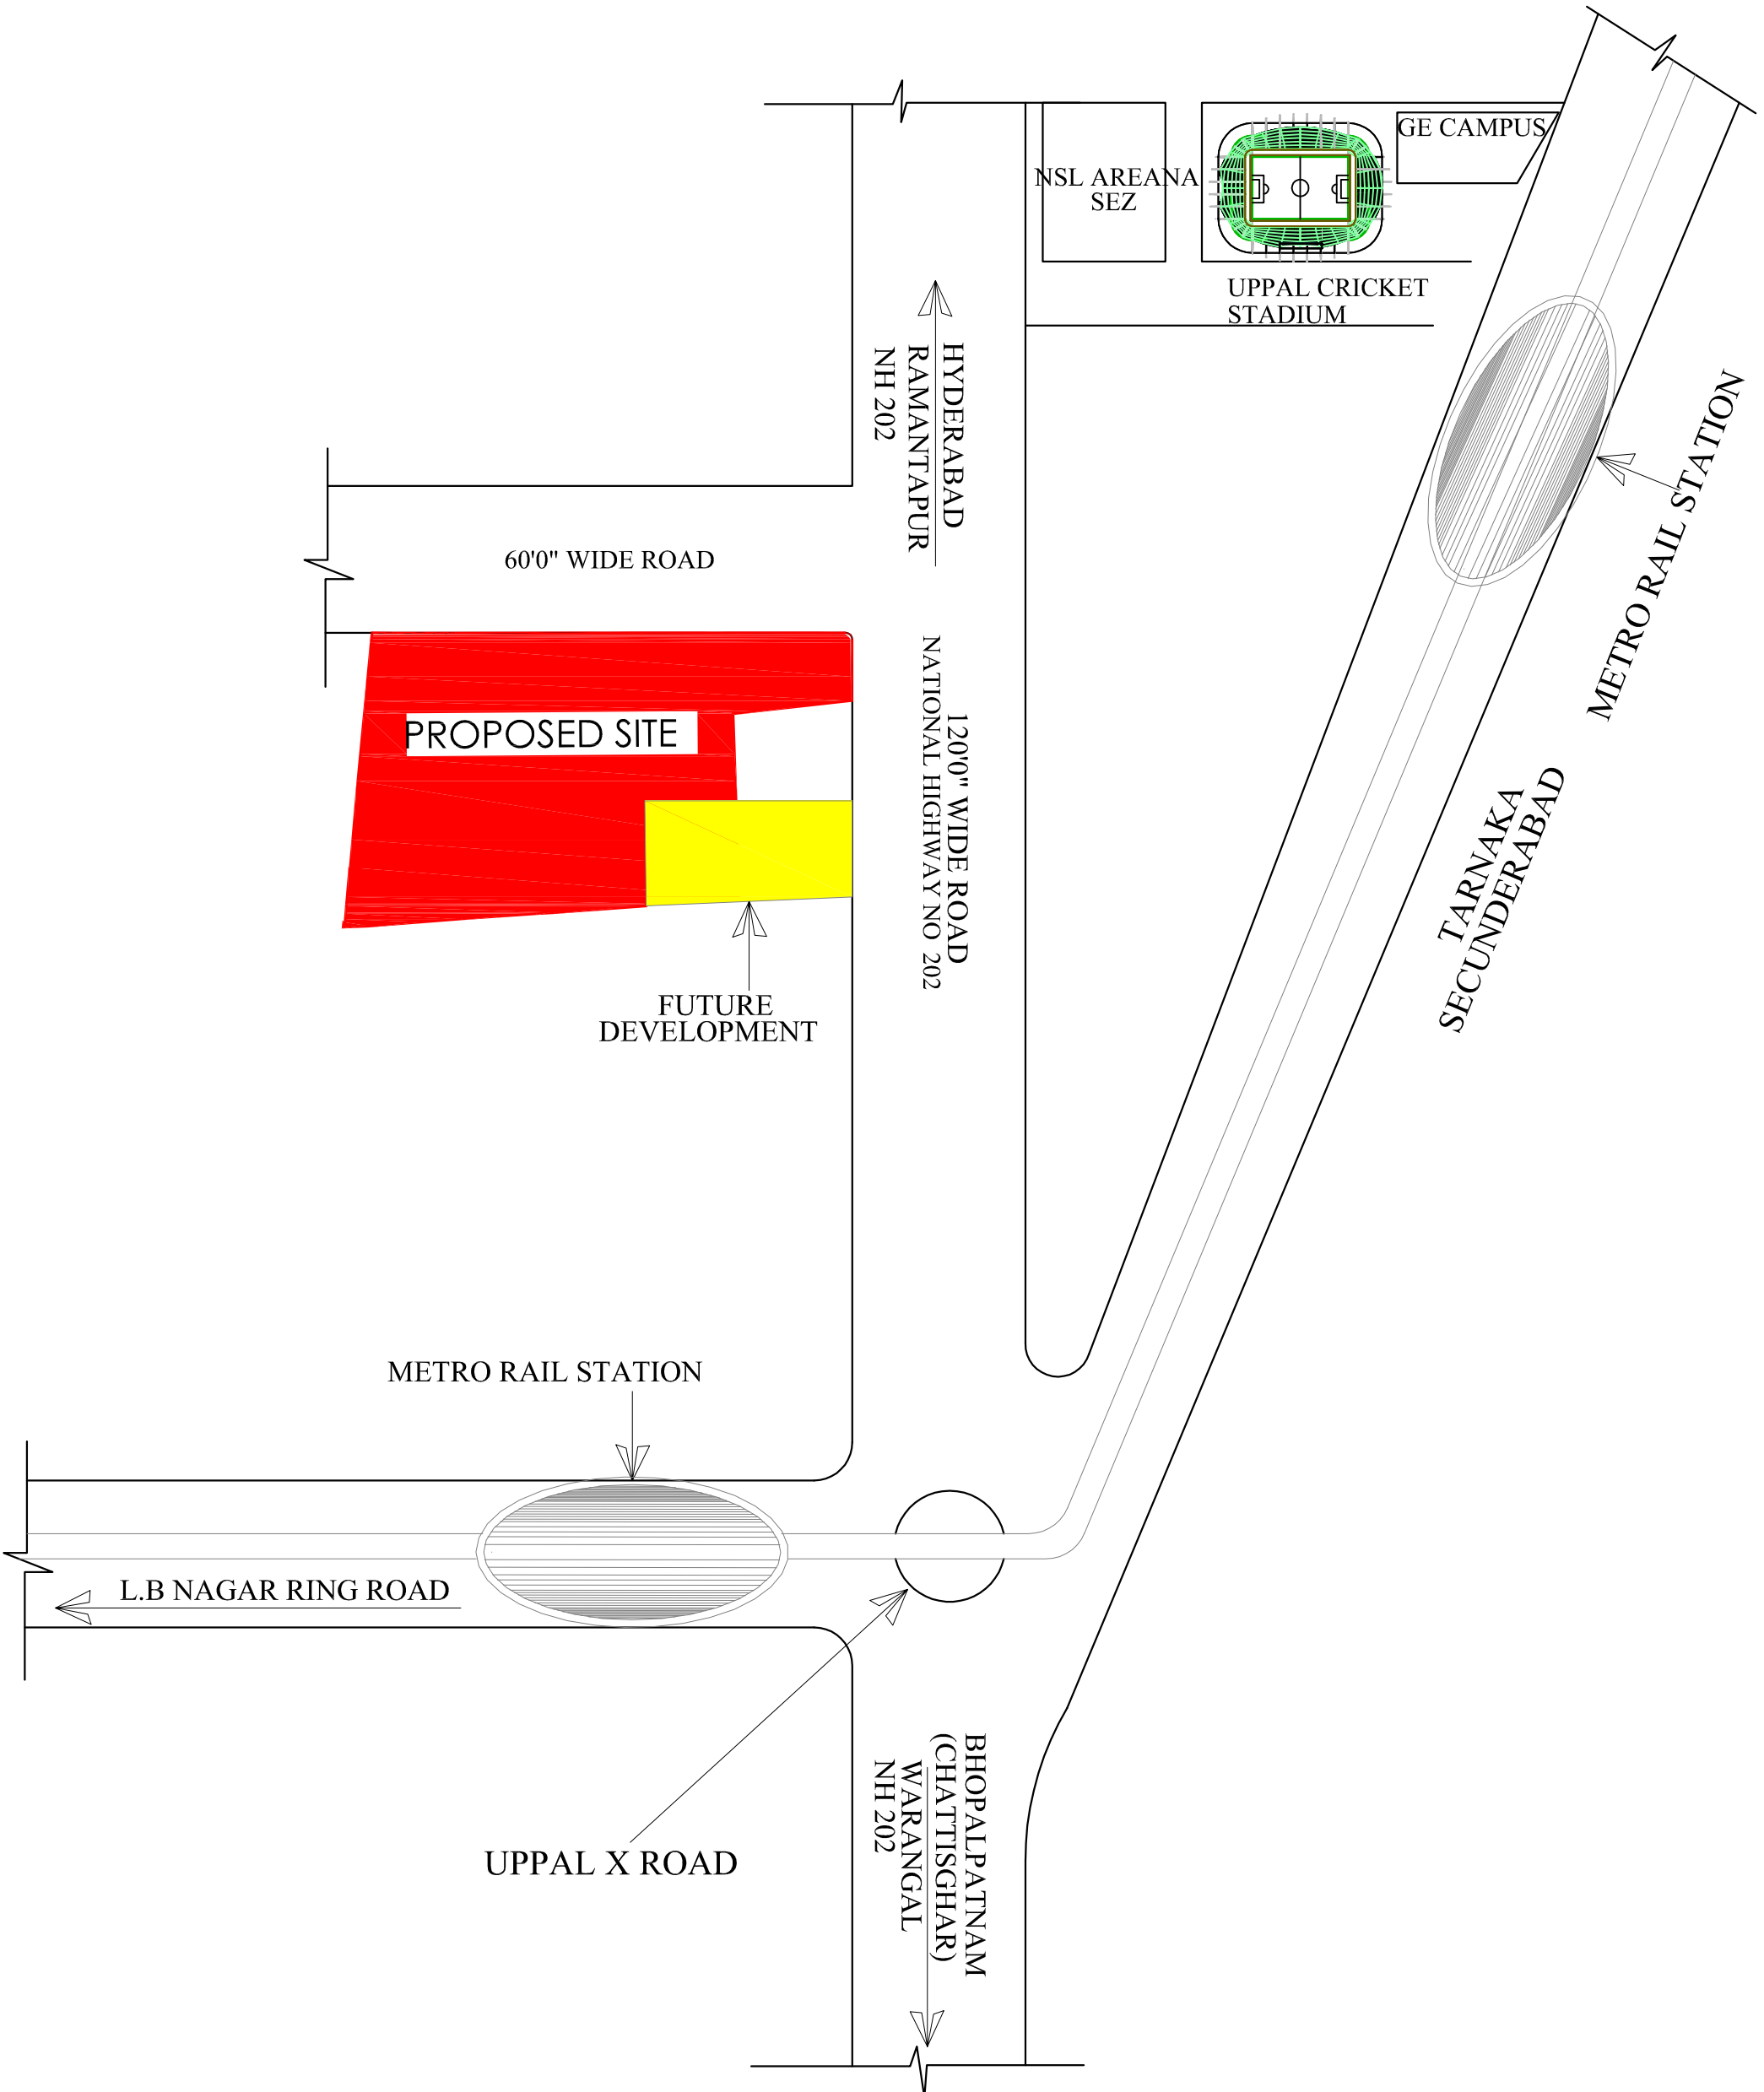 GE CAMPUS
NSL AREANA
SEZ
UPPAL CRICKET
STADIUM
HYDERABAD
RAMANTAPUR
NH 202
METRO RAIL STATION
60'0" WIDE ROAD
120'0" WIDE ROAD
NATIONAL HIGHWAY NO 202
PROPOSED SITE
TARNAKA
SECUNDERABAD
FUTURE
DEVELOPMENT
METRO RAIL STATION
L.B NAGAR RING ROAD
UPPAL X ROAD
BHOPALPATNAM
(CHATTISGHAR)
WARANGAL
NH 202